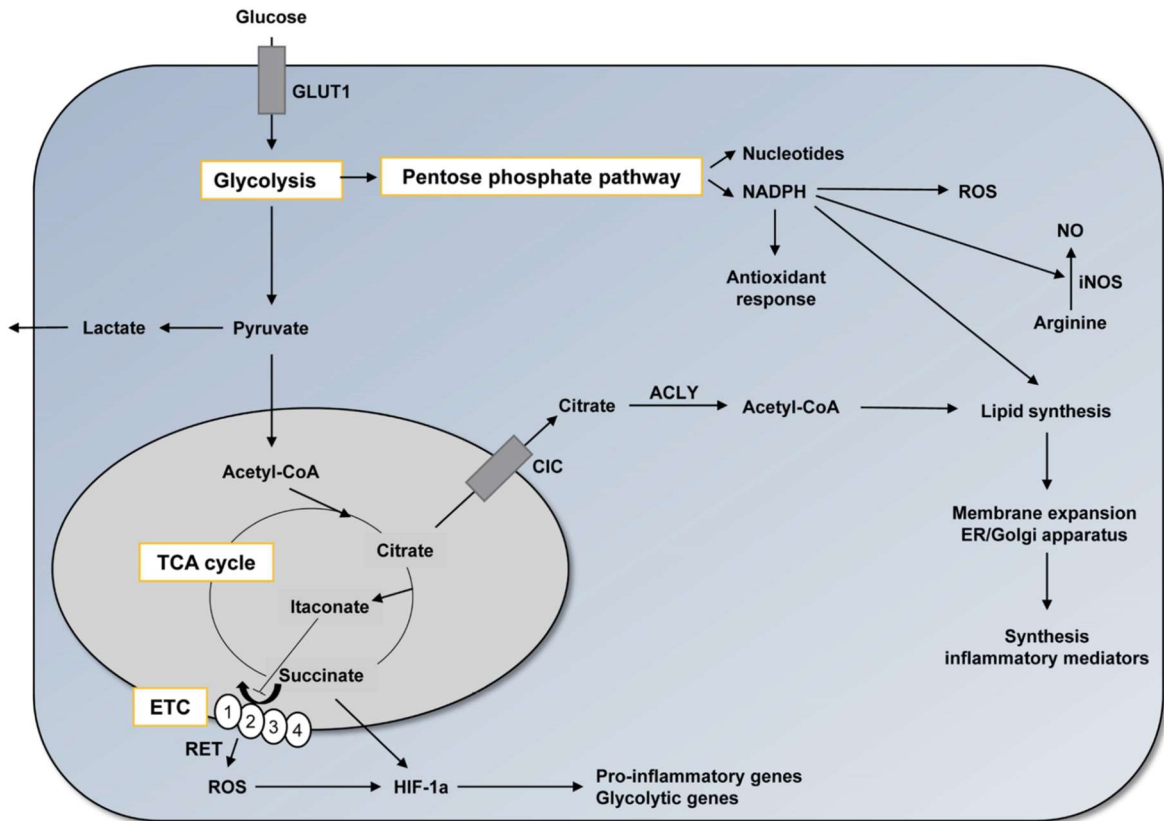 Glucose
GLUT1
Glycolysis
Pentose phosphate pathway
Nucleotides
NADPH
ROS
NO
iNOS
Arginine
Antioxidant
response
Lactate
Pyruvate
Citrate
ACLY
Acetyl-CoA
Lipid synthesis
CIC
Acetyl-CoA
Citrate
TCA cycle
Itaconate
Succinate
Membrane expansion
ER/Golgi apparatus
Synthesis
inflammatory mediators
ETC
1
2
3
4
RET
ROS
HIF-1a
Pro-inflammatory genes
Glycolytic genes